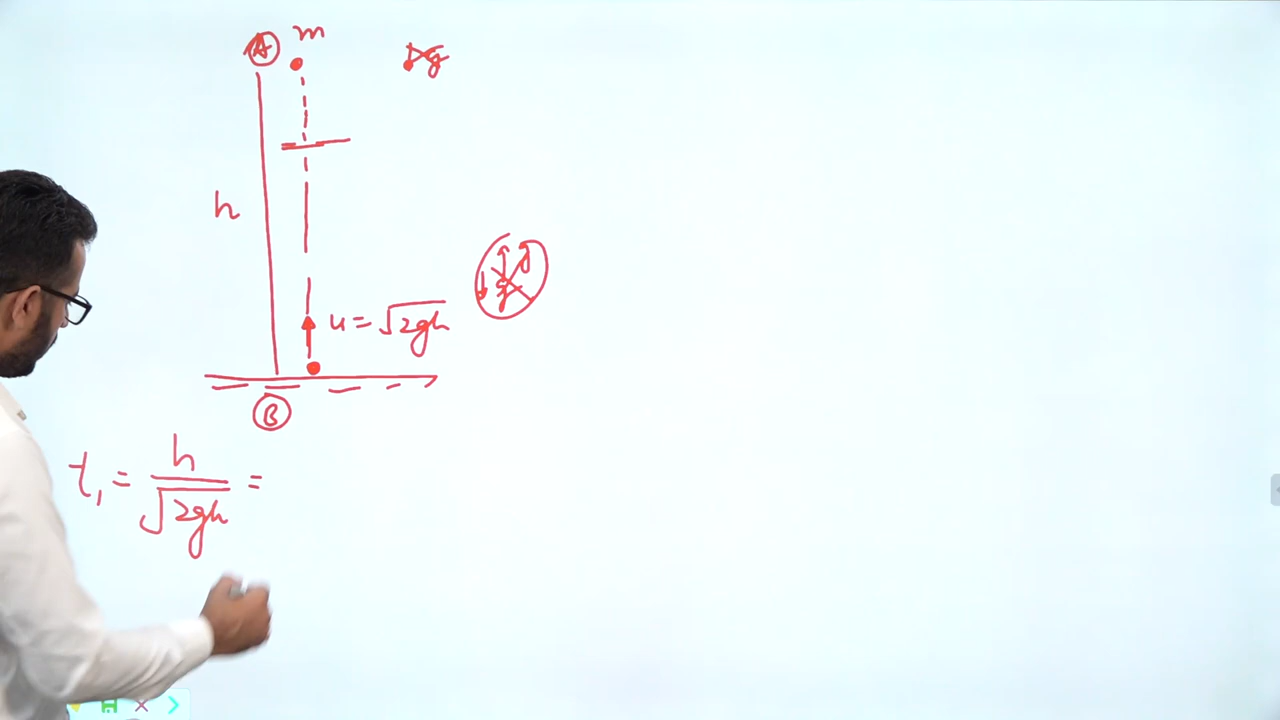 A m
g
h
g g
u = √2gh
B
t₁ = h/√2gh =